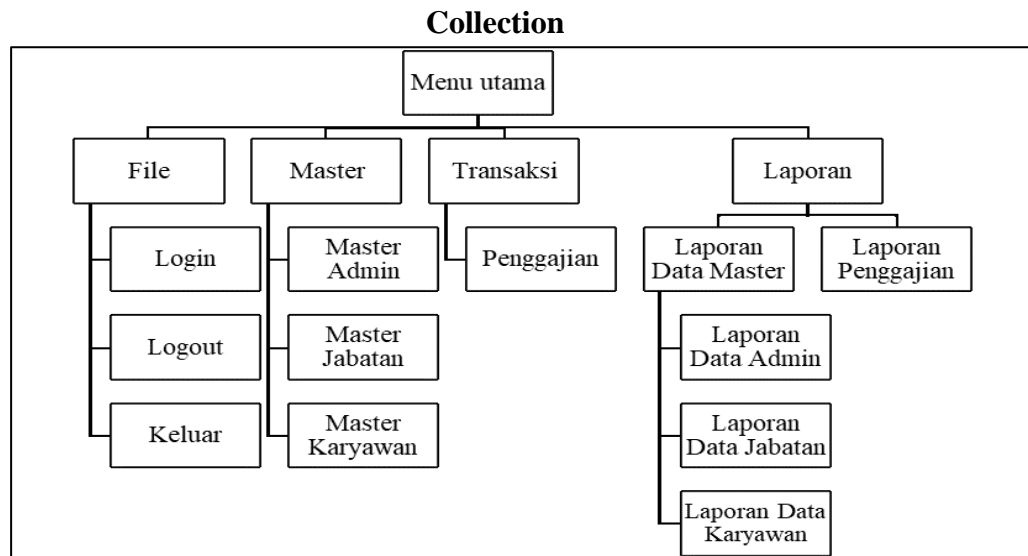 Collection
Menu utama
File
Master
Transaksi
Laporan
Login
Logout
Keluar
Master
Admin
Master
Jabatan
Master
Karyawan
Penggajian
Laporan
Data Master
Laporan
Penggajian
Laporan
Data Admin
Laporan
Data Jabatan
Laporan Data
Karyawan